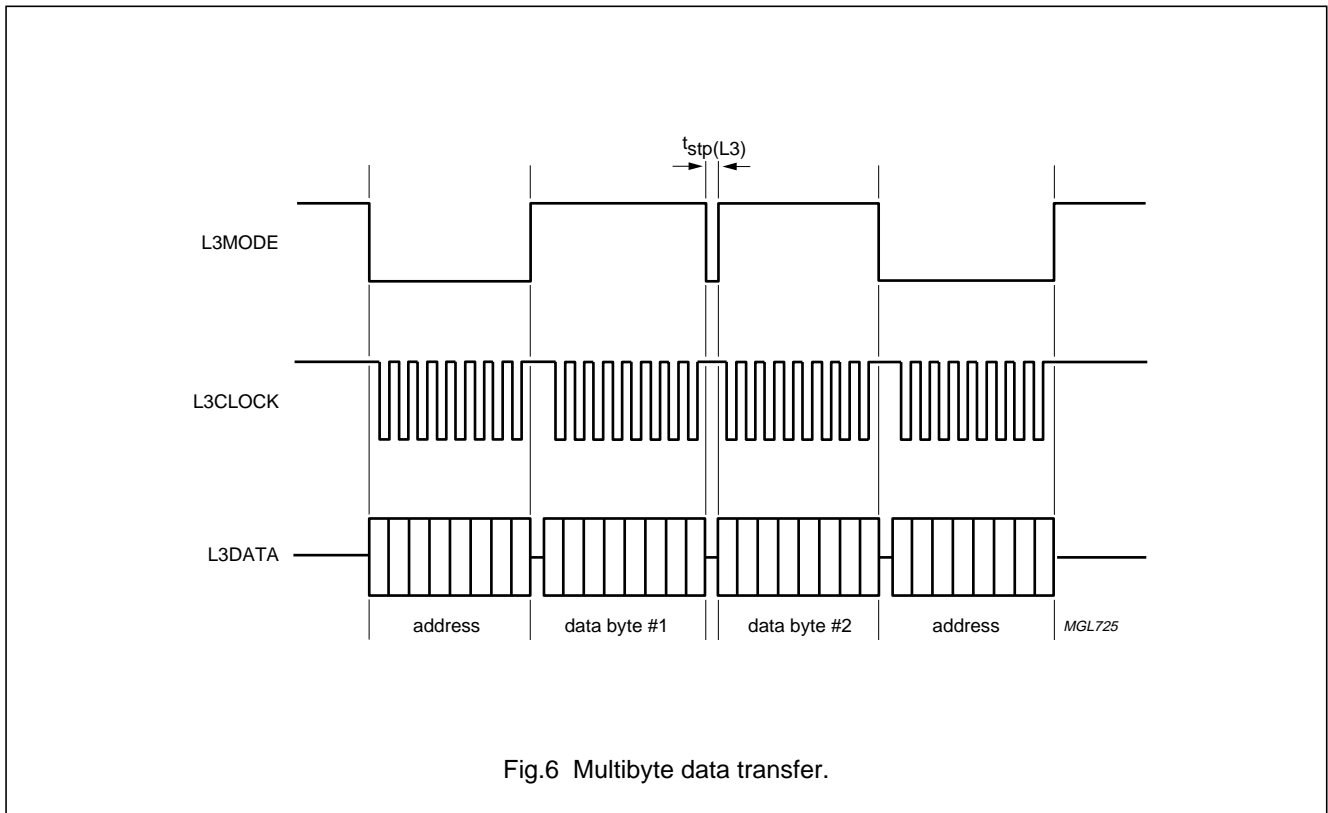 tstp(L3)
L3MODE
L3CLOCK
L3DATA
address data byte #1 data byte #2 address MGL725
Fig.6 Multibyte data transfer.